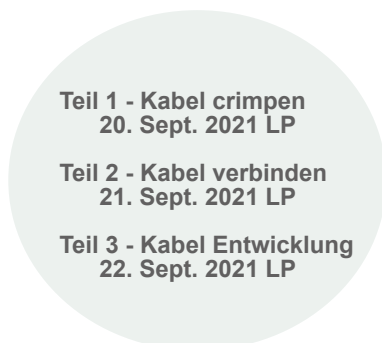 Teil 1 - Kabel crimpen
20. Sept. 2021 LP
Teil 2 - Kabel verbinden
21. Sept. 2021 LP
Teil 3 - Kabel Entwicklung
22. Sept. 2021 LP